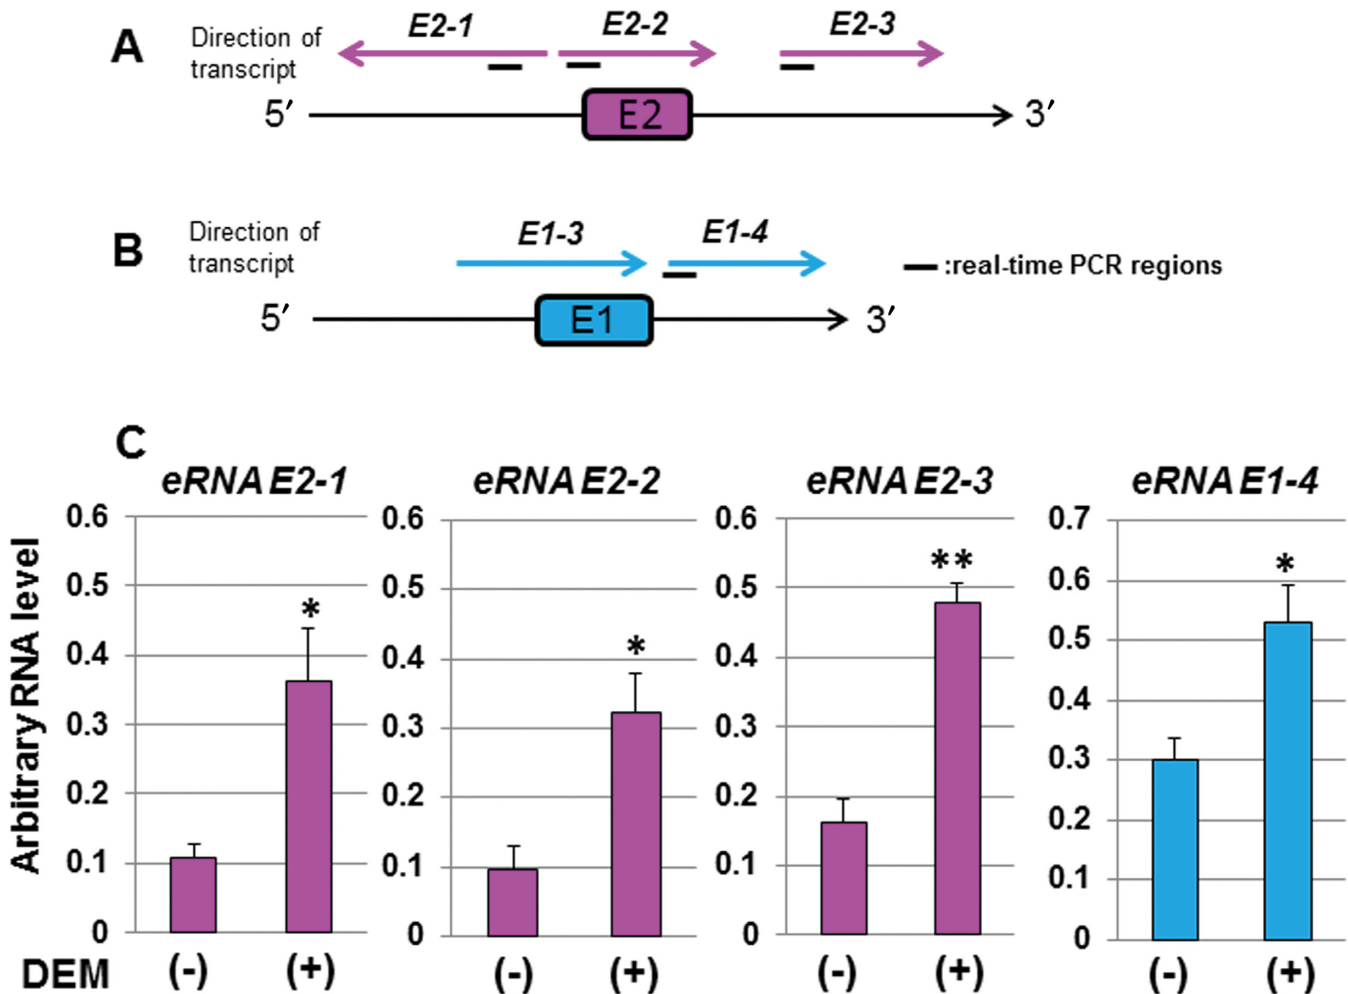 A
Direction of
transcript
E2-1 E2-2 E2-3
5′ E2 3′
B
Direction of
transcript
E1-3 E1-4
:real-time PCR regions
5′ E1 3′
C
eRNA E2-1 eRNA E2-2 eRNA E2-3 eRNA E1-4
Arbitrary RNA level
0.6
0.5
0.4
0.3
0.2
0.1
0
*
0.6
0.5
0.4
0.3
0.2
0.1
0
*
0.6
0.5
0.4
0.3
0.2
0.1
0
**
0.7
0.6
0.5
0.4
0.3
0.2
0.1
0
*
DEM (-) (+) (-) (+) (-) (+) (-) (+)